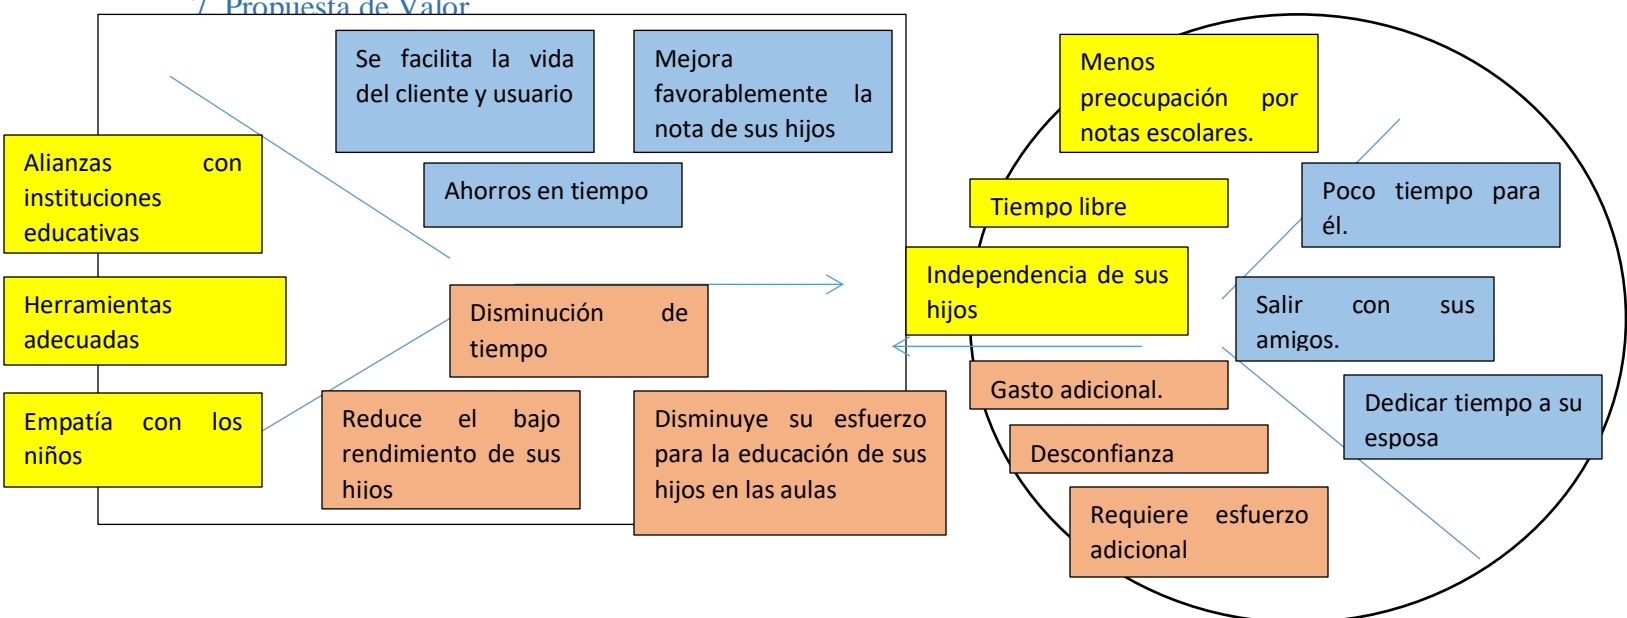 7 Propuesta de Valor
Se facilita la vida
del cliente y usuario
Mejora
favorablemente la
nota de sus hijos
Ahorros en tiempo
Alianzas con
instituciones
educativas
Herramientas
adecuadas
Empatía con los
niños
Disminución de
tiempo
Reduce el bajo
rendimiento de sus
hijos
Disminuye su esfuerzo
para la educación de sus
hijos en las aulas
Menos
preocupación por
notas escolares.
Tiempo libre
Independencia de sus
hijos
Gasto adicional.
Desconfianza
Requiere esfuerzo
adicional
Poco tiempo para
él.
Salir con sus
amigos.
Dedicar tiempo a su
esposa